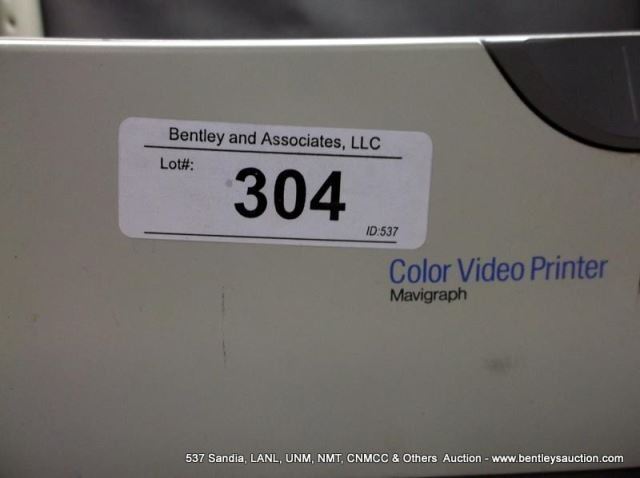 Bentley and Associates, LLC
Lot#:
304
ID:537
Color Video Printer
Mavigraph
537 Sandia, LANL, UNM, NMT, CNMCC & Others Auction - www.bentleysauction.com